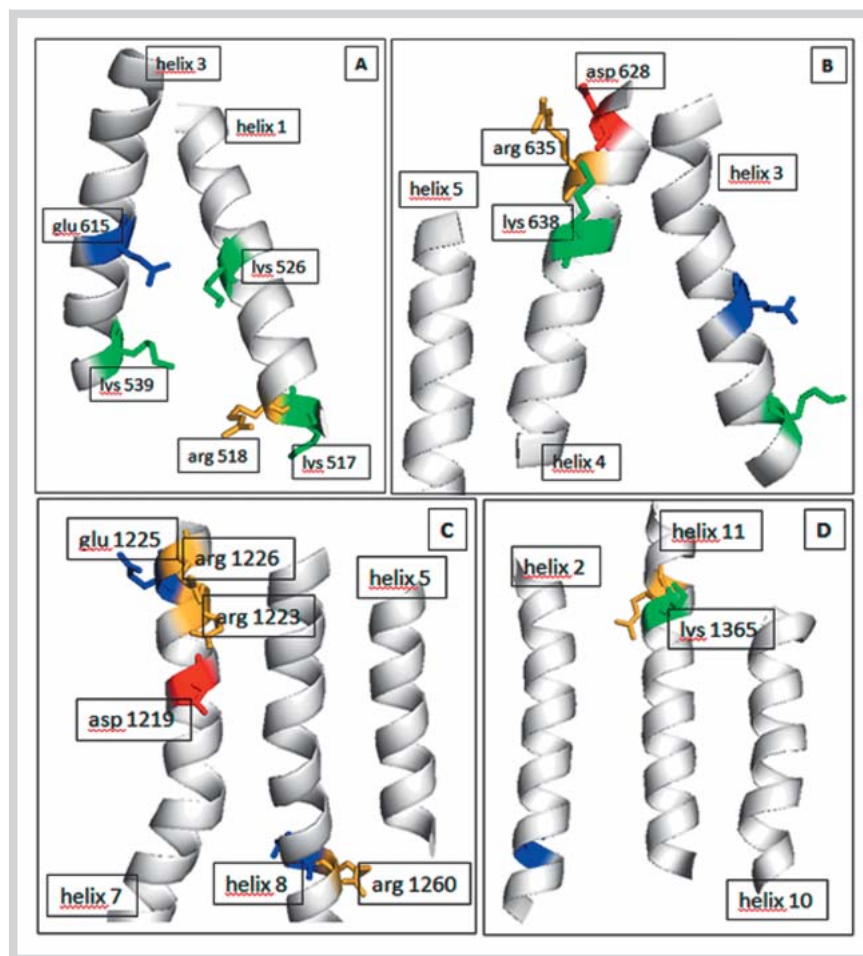 helix 3
A
helix 1
glu 615
lys 526
lys 539
arg 518
lys 517
asp 628
B
arg 635
helix 5
helix 3
lys 638
helix 4
glu 1225
C
arg 1226
helix 5
arg 1223
asp 1219
helix 7
helix 8
arg 1260
helix 11
D
helix 2
lys 1365
helix 10